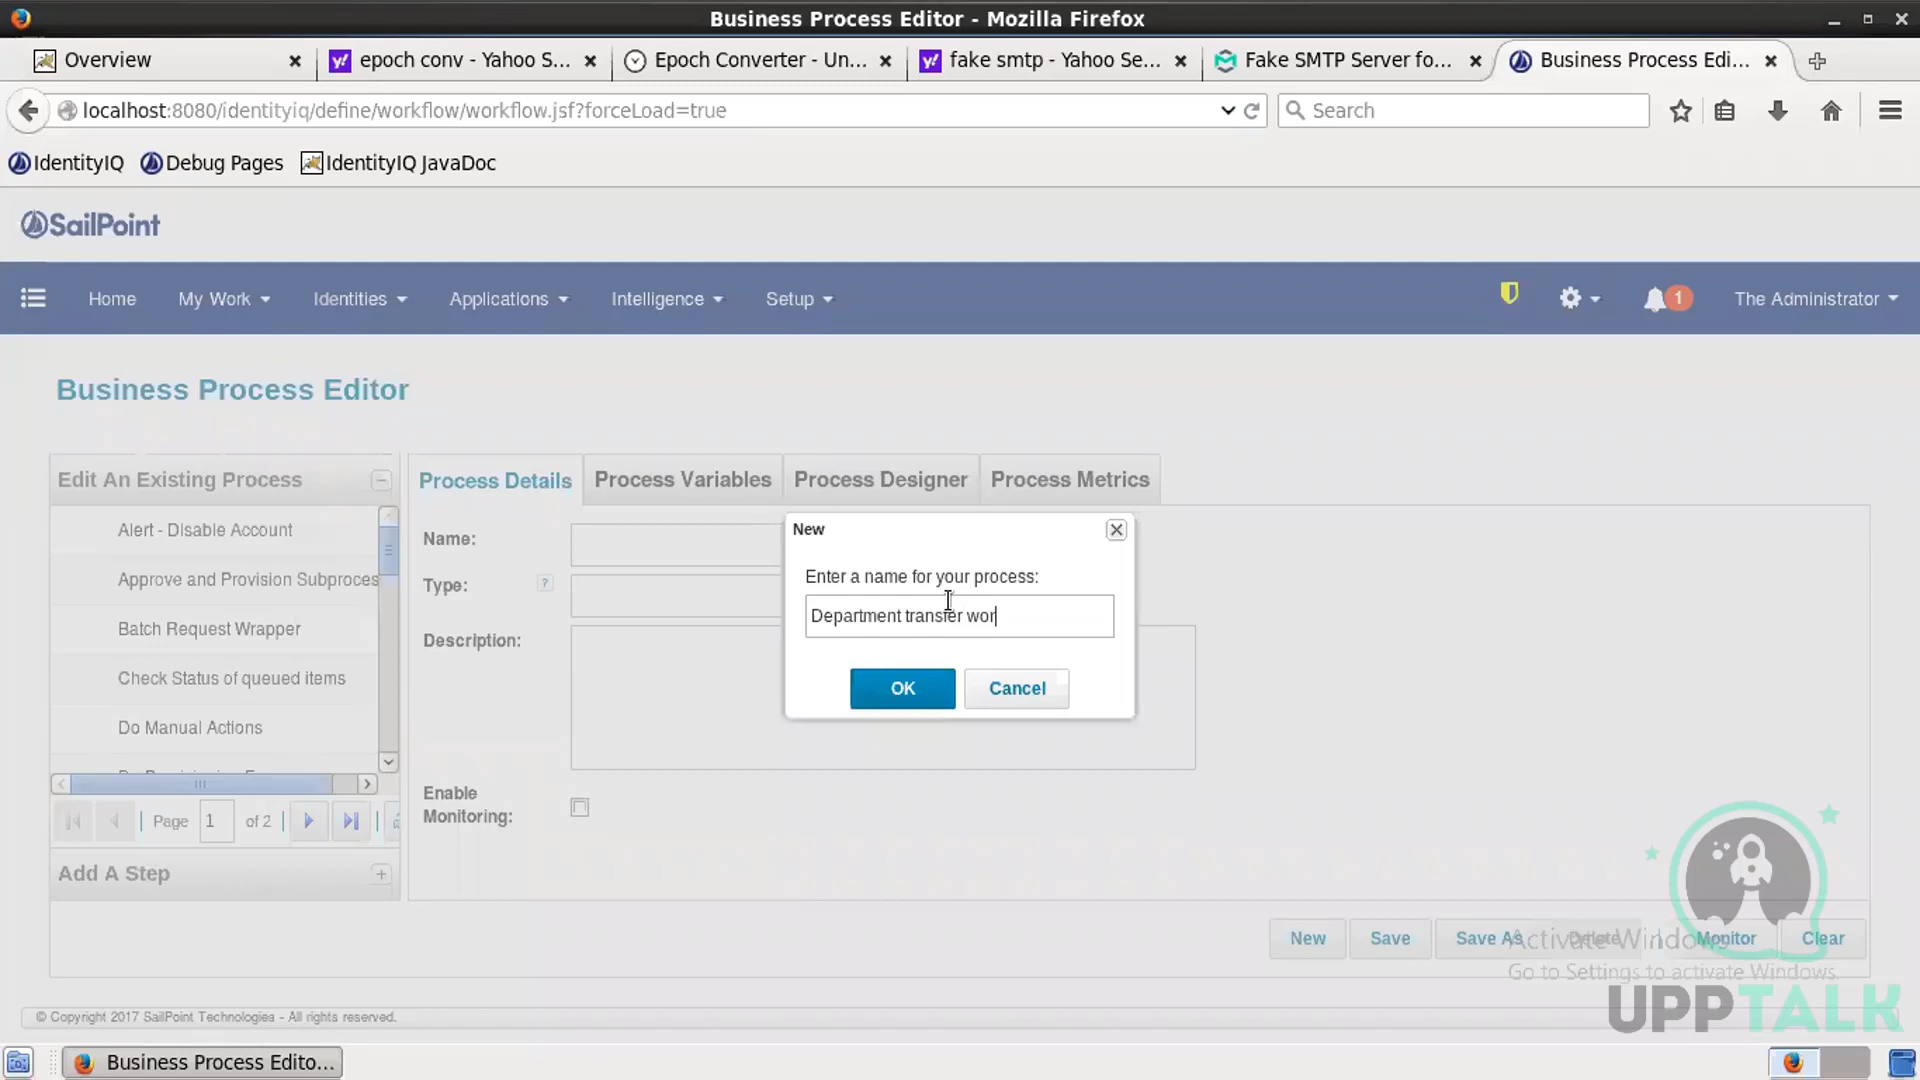 Business Process Editor - Mozilla Firefox
Overview
epoch conv - Yahoo S...
Epoch Converter - Un...
fake smtp - Yahoo Se...
Fake SMTP Server fo...
Business Process Edi...
localhost:8080/identityiq/define/workflow/workflow.jsf?forceLoad=true
Search
IdentityIQ
Debug Pages
IdentityIQ JavaDoc
SailPoint
Home
My Work
Identities
Applications
Intelligence
Setup
1
The Administrator
Business Process Editor
Edit An Existing Process
Process Details
Process Variables
Process Designer
Process Metrics
Alert - Disable Account
Approve and Provision Subproces
Batch Request Wrapper
Check Status of queued items
Do Manual Actions
Name:
Type:
?
Description:
Enable
Monitoring:
New
Enter a name for your process:
Department transfer wor
OK
Cancel
Page
1
of 2
Add A Step
New
Save
Save As
Delete
Monitor
Clear
Activate Windows
Go to Settings to activate Windows.
UPPTALK
© Copyright 2017 SailPoint Technologies - All rights reserved.
Business Process Edito...